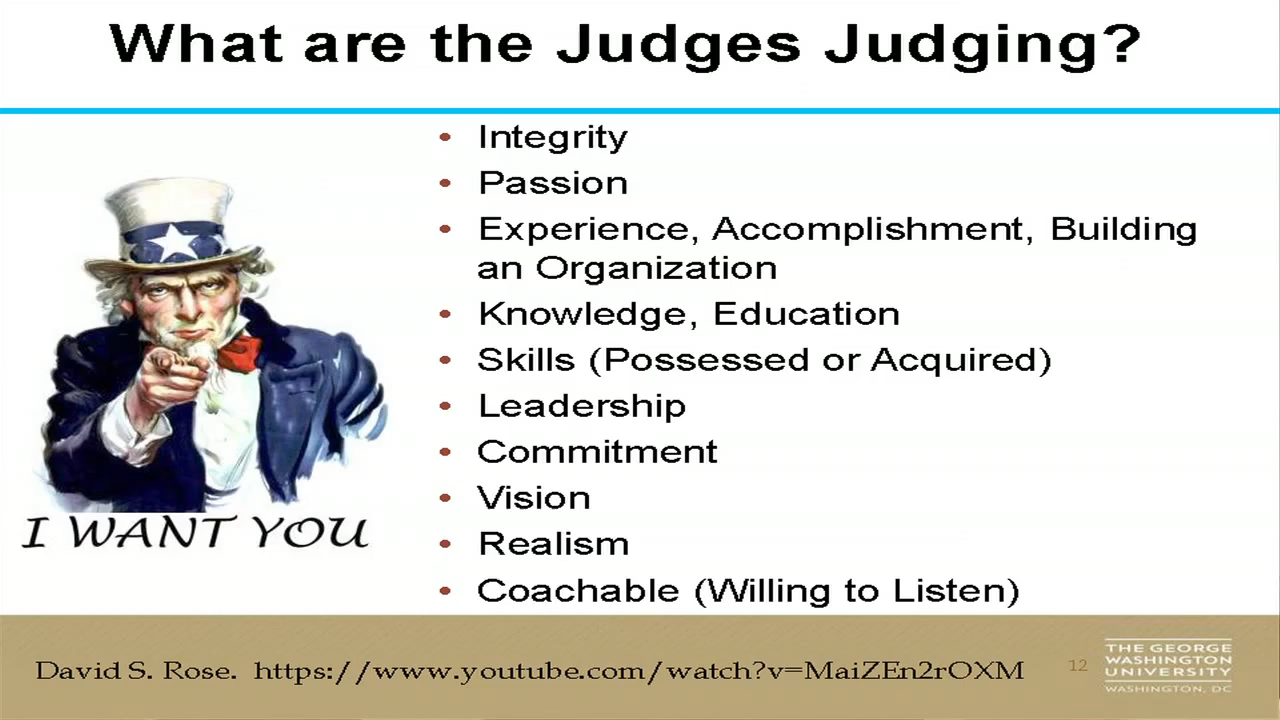 What are the Judges Judging?
• Integrity
• Passion
• Experience, Accomplishment, Building
an Organization
• Knowledge, Education
• Skills (Possessed or Acquired)
• Leadership
• Commitment
• Vision
• Realism
• Coachable (Willing to Listen)
I WANT YOU
David S. Rose. https://www.youtube.com/watch?v=MaiZEn2rOXM
12
THE GEORGE
WASHINGTON
UNIVERSITY
WASHINGTON, DC